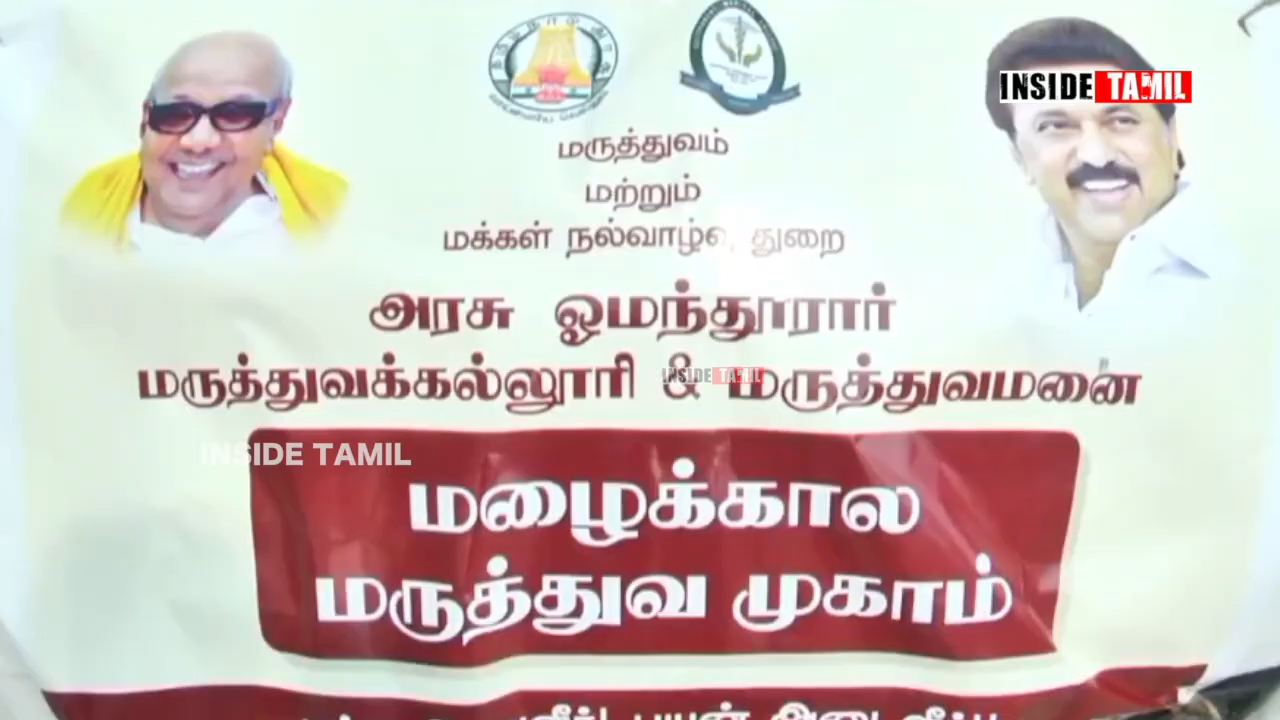 INSIDE TAMIL
மருத்துவம்
மற்றும்
மக்கள் நல்வாழ்வு துறை
அரசு ஓமந்தூரார்
மருத்துவக்கல்லூரி & மருத்துவமனை
INSIDE TAMIL
INSIDE TAMIL
மழைக்கால
மருத்துவ முகாம்